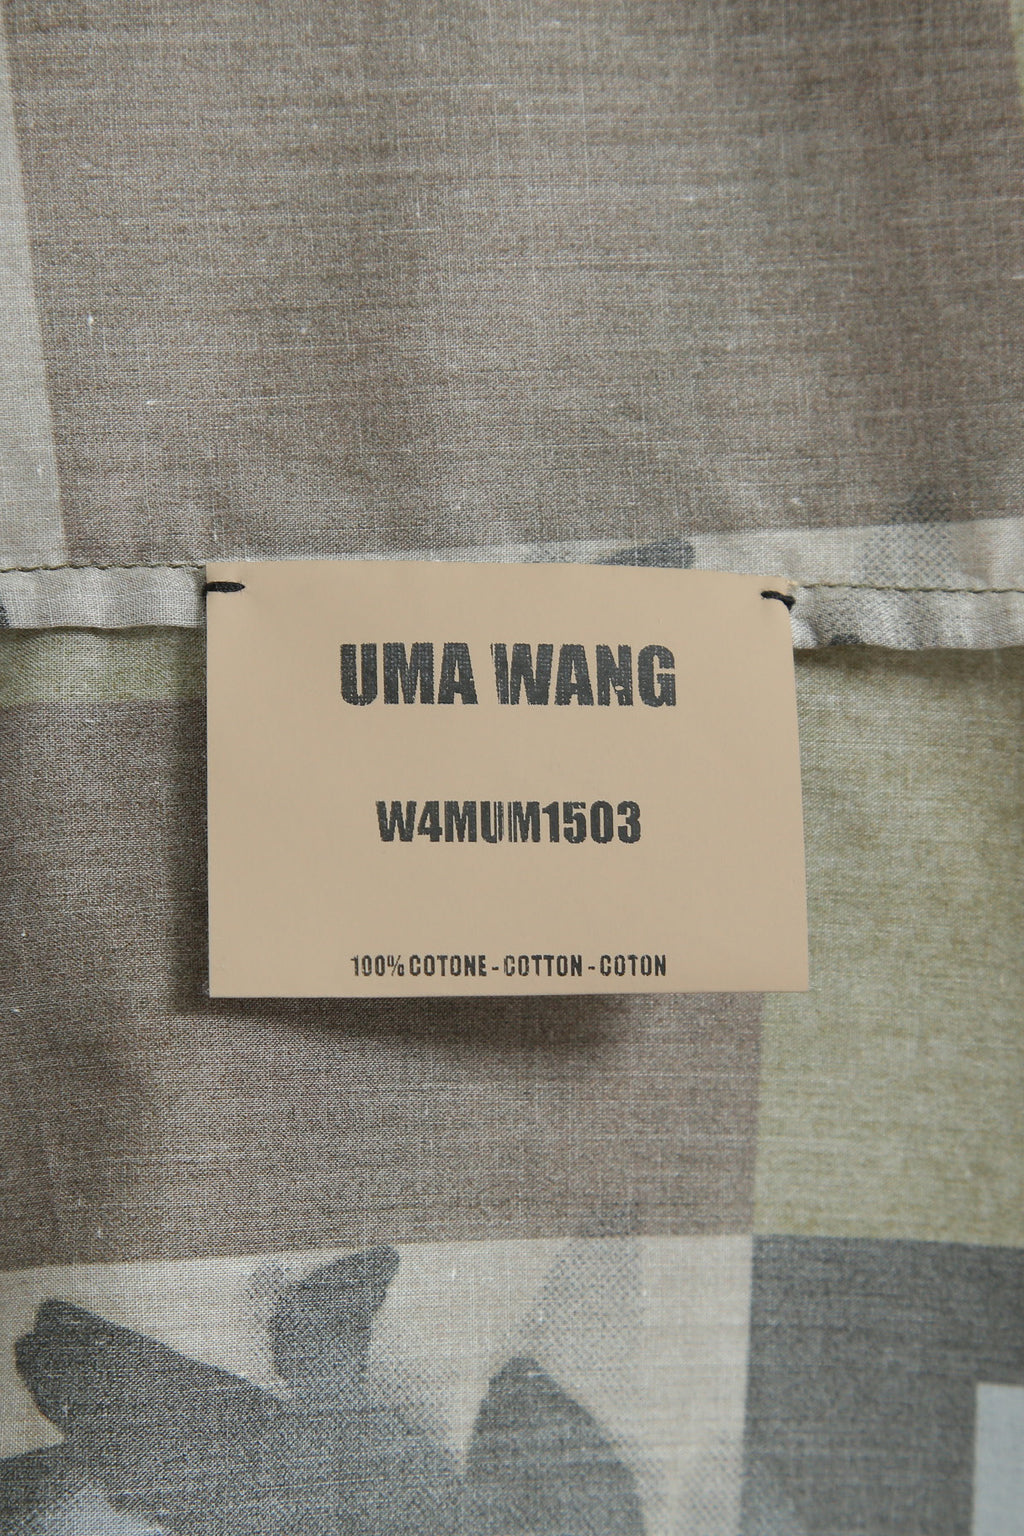 UMA WANG
W4MUM1503
100% COTONE - COTTON - COTON